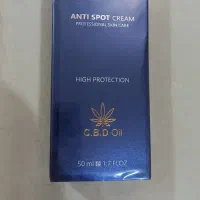 ANTI SPOT CREAM
PROFESSIONAL SKIN CARE
HIGH PROTECTION
C.B.D Oil
50 ml 1.7 FL.OZ